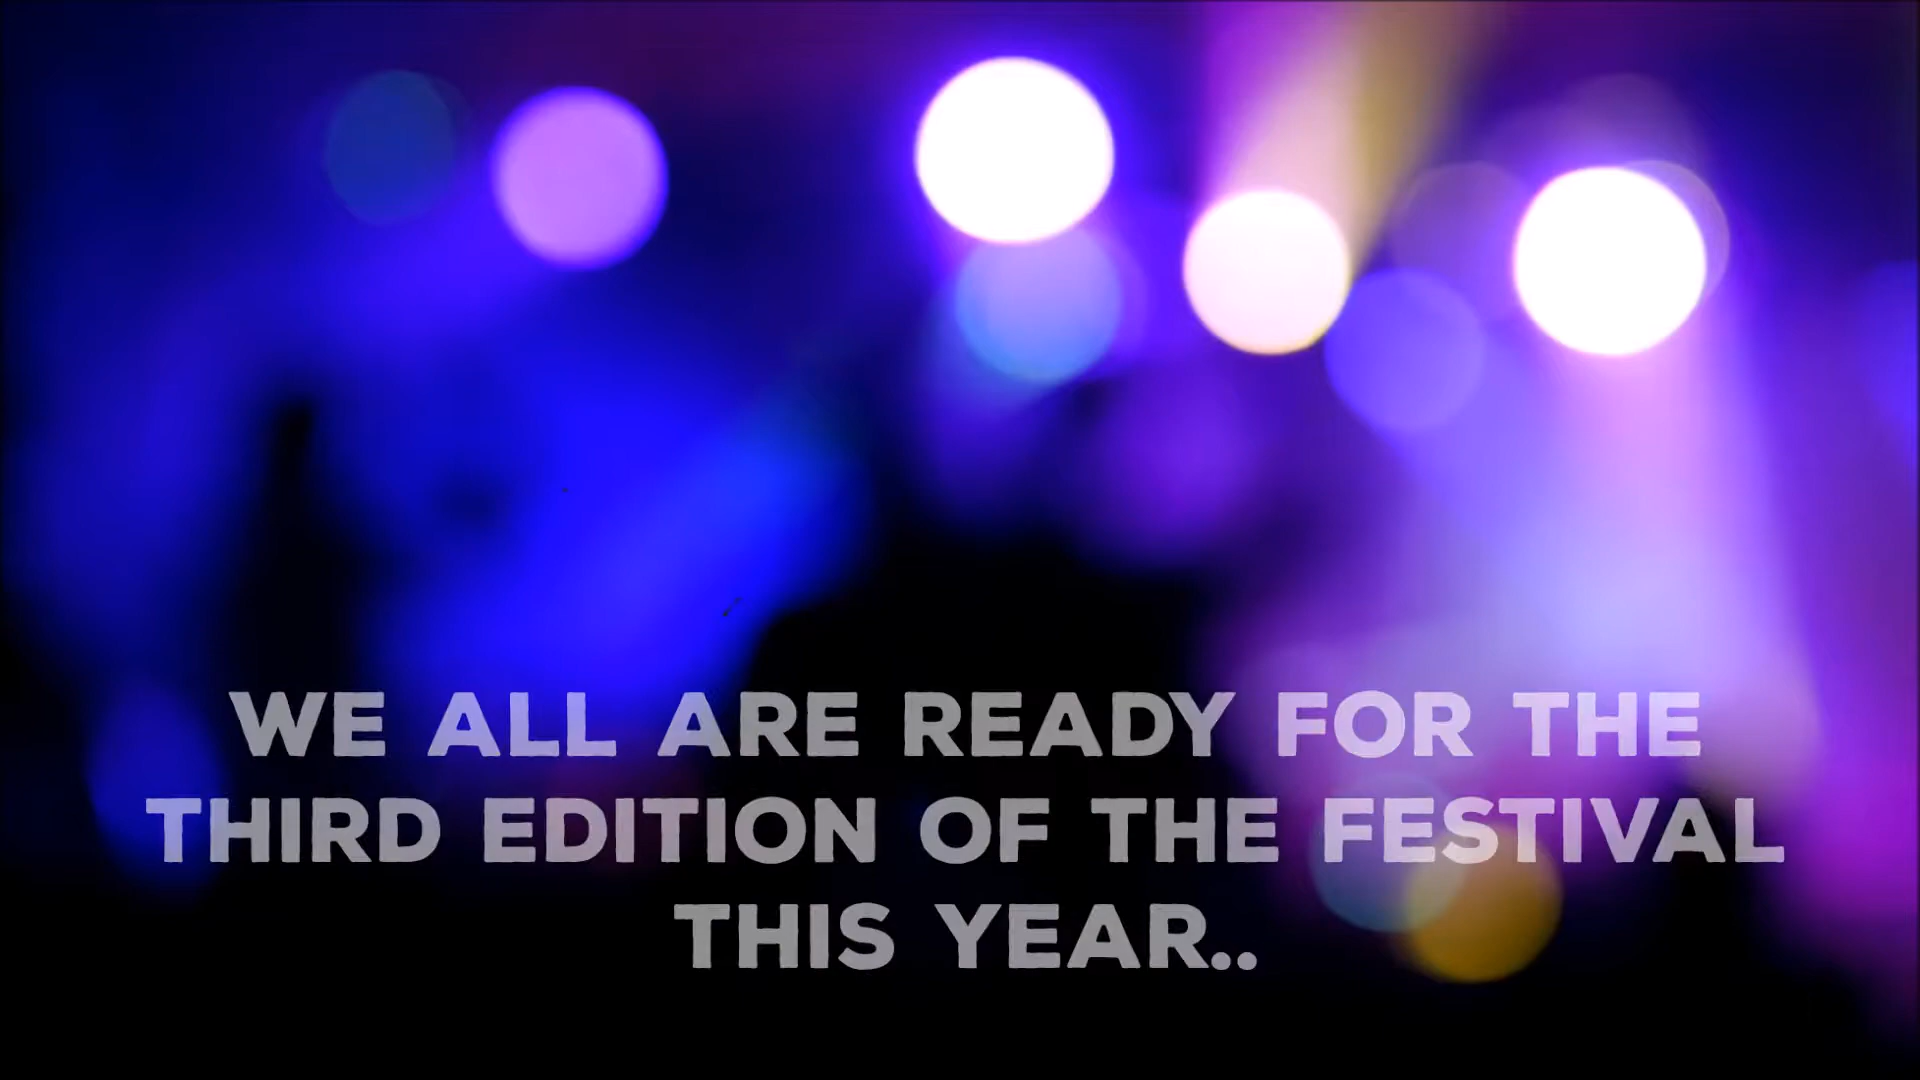 WE ALL ARE READY FOR THE
THIRD EDITION OF THE FESTIVAL
THIS YEAR..